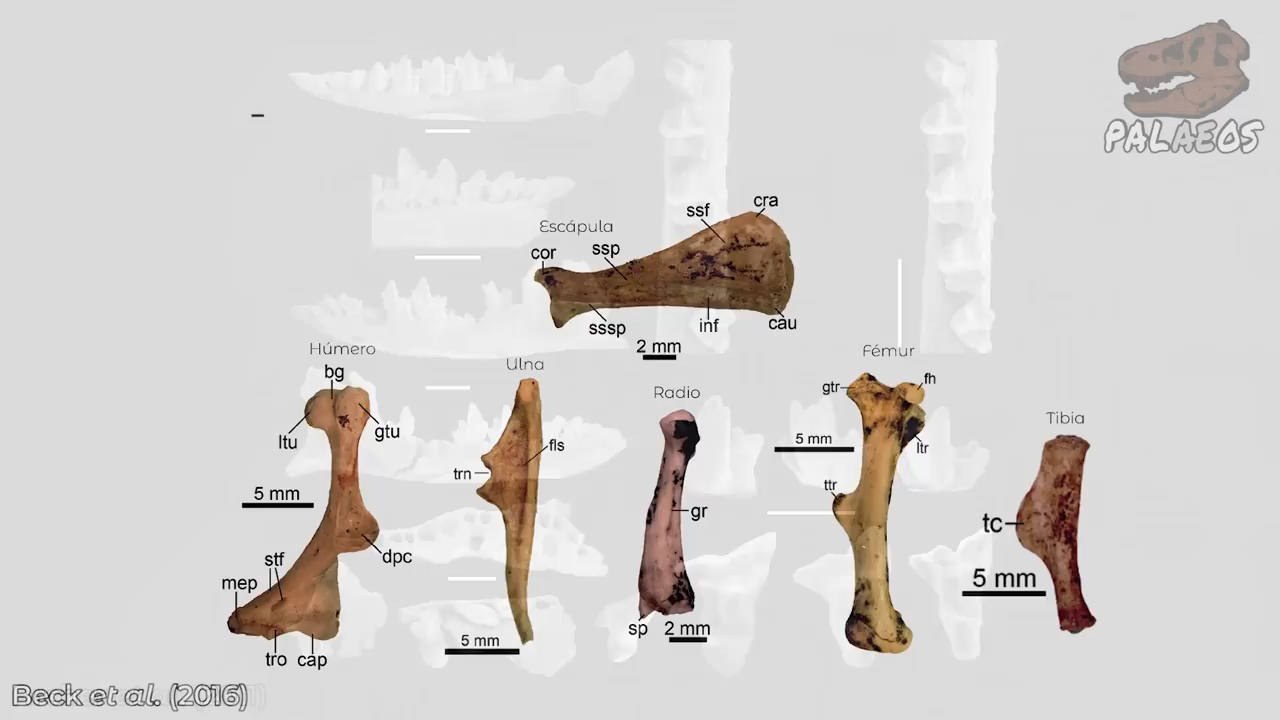 PALAEOS
Escápula
cor
ssp
ssf
cra
sssp
inf
cau
2 mm
Húmero
bg
ltu
gtu
5 mm
stf
mep
dpc
tro
cap
Ulna
fls
trn
5 mm
Radio
gr
sp
2 mm
Fémur
gtr
fh
5 mm
ltr
ttr
Tibia
tc
5 mm
Beck et al. (2016)